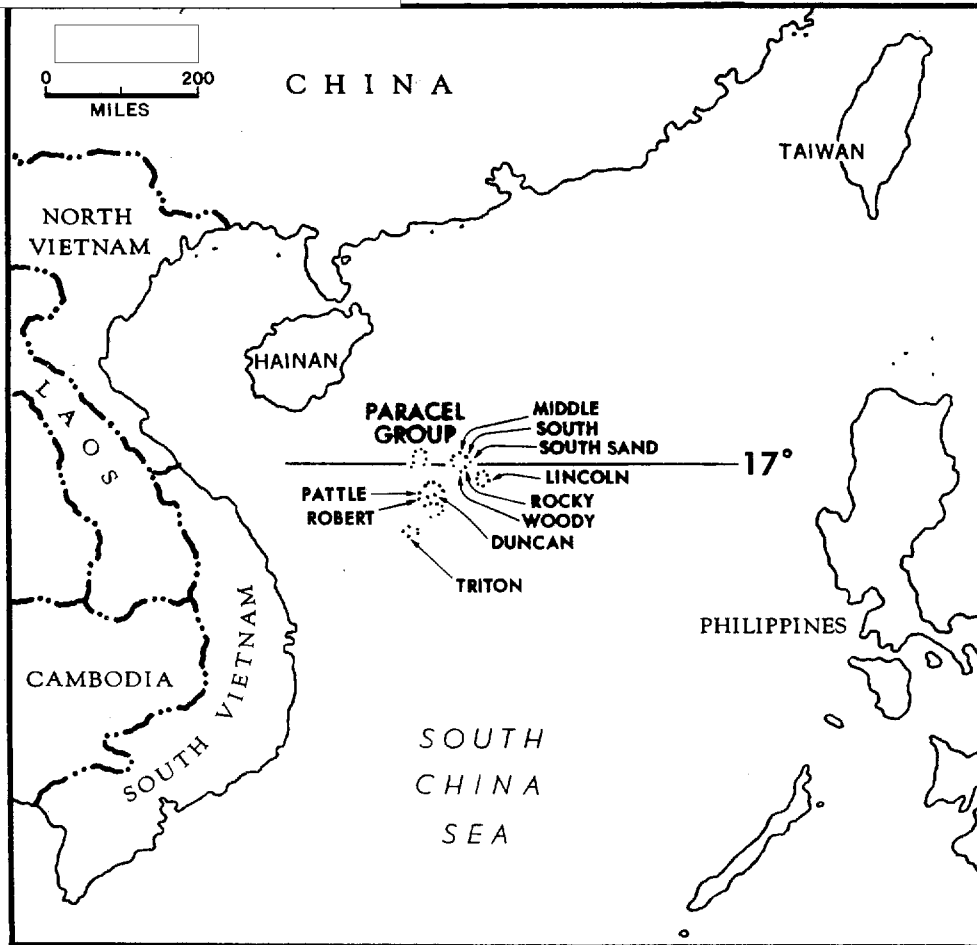 0 200
MILES
CHINA
TAIWAN
NORTH
VIETNAM
HAINAN
LAOS
PARACEL
GROUP
MIDDLE
SOUTH
SOUTH SAND
17°
LINCOLN
PATTLE
ROCKY
ROBERT
WOODY
DUNCAN
TRITON
PHILIPPINES
CAMBODIA
SOUTH VIETNAM
SOUTH
CHINA
SEA